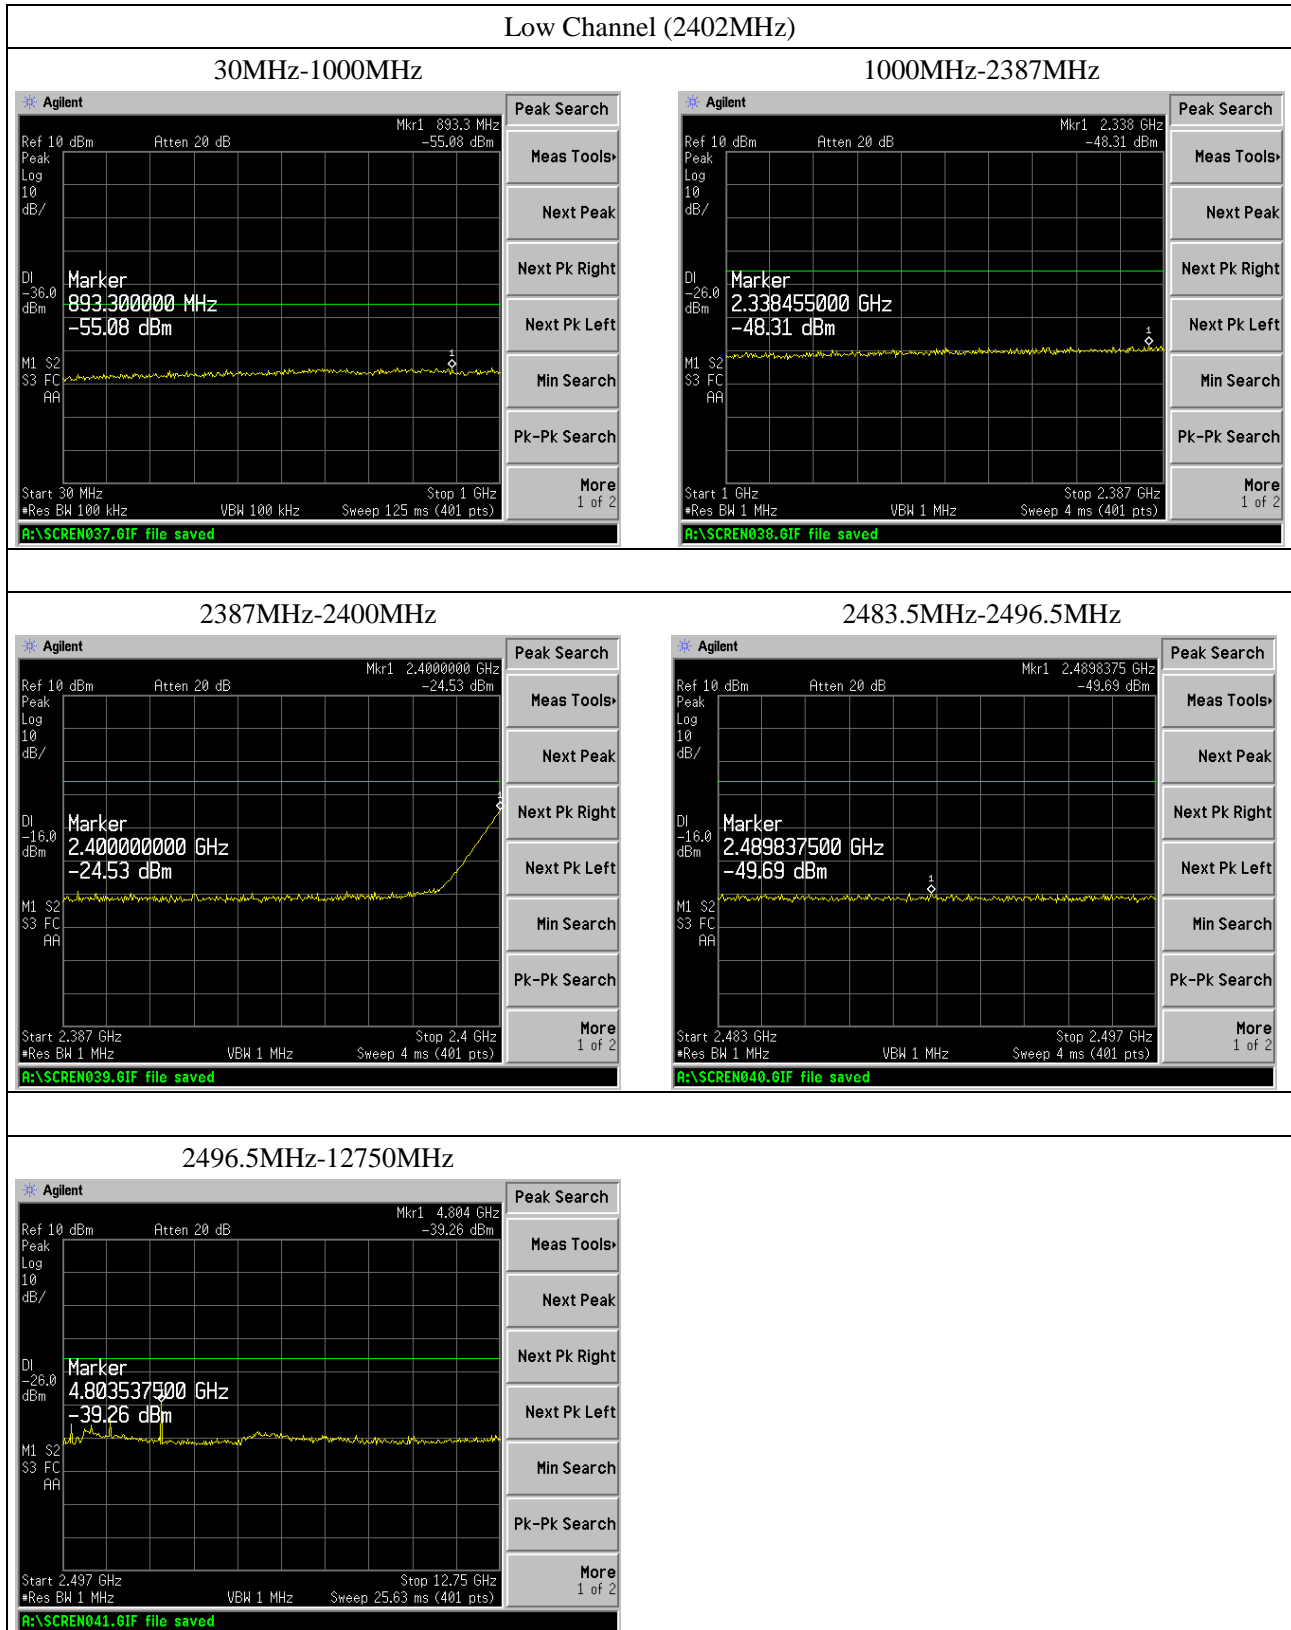 Low Channel (2402MHz)
30MHz-1000MHz
Agilent
Peak Search
Mkr1 893.3 MHz
Ref 10 dBm Atten 20 dB -55.08 dBm
Peak
Log
10
dB/
Meas Tools
Next Peak
Next Pk Right
DI
-36.0
dBm
Marker
893.300000 MHz
-55.08 dBm
Next Pk Left
1
M1 S2
S3 FC
AA
Min Search
Pk-Pk Search
Start 30 MHz Stop 1 GHz
#Res BW 100 kHz VBW 100 kHz Sweep 125 ms (401 pts)
More
1 of 2
A:\SCREN037.GIF file saved
1000MHz-2387MHz
Agilent
Peak Search
Mkr1 2.338 GHz
Ref 10 dBm Atten 20 dB -48.31 dBm
Peak
Log
10
dB/
Meas Tools
Next Peak
Next Pk Right
DI
-26.0
dBm
Marker
2.338455000 GHz
-48.31 dBm
Next Pk Left
1
M1 S2
S3 FC
AA
Min Search
Pk-Pk Search
Start 1 GHz Stop 2.387 GHz
#Res BW 1 MHz VBW 1 MHz Sweep 4 ms (401 pts)
More
1 of 2
A:\SCREN038.GIF file saved
2387MHz-2400MHz
Agilent
Peak Search
Mkr1 2.4000000 GHz
Ref 10 dBm Atten 20 dB -24.53 dBm
Peak
Log
10
dB/
Meas Tools
Next Peak
1
Next Pk Right
DI
-16.0
dBm
Marker
2.400000000 GHz
-24.53 dBm
Next Pk Left
M1 S2
S3 FC
AA
Min Search
Pk-Pk Search
Start 2.387 GHz Stop 2.4 GHz
#Res BW 1 MHz VBW 1 MHz Sweep 4 ms (401 pts)
More
1 of 2
A:\SCREN039.GIF file saved
2483.5MHz-2496.5MHz
Agilent
Peak Search
Mkr1 2.4898375 GHz
Ref 10 dBm Atten 20 dB -49.69 dBm
Peak
Log
10
dB/
Meas Tools
Next Peak
Next Pk Right
DI
-16.0
dBm
Marker
2.489837500 GHz
-49.69 dBm
Next Pk Left
1
M1 S2
S3 FC
AA
Min Search
Pk-Pk Search
Start 2.483 GHz Stop 2.497 GHz
#Res BW 1 MHz VBW 1 MHz Sweep 4 ms (401 pts)
More
1 of 2
A:\SCREN040.GIF file saved
2496.5MHz-12750MHz
Agilent
Peak Search
Mkr1 4.804 GHz
Ref 10 dBm Atten 20 dB -39.26 dBm
Peak
Log
10
dB/
Meas Tools
Next Peak
Next Pk Right
DI
-26.0
dBm
Marker
4.803537500 GHz
-39.26 dBm
Next Pk Left
M1 S2
S3 FC
AA
Min Search
Pk-Pk Search
Start 2.497 GHz Stop 12.75 GHz
#Res BW 1 MHz VBW 1 MHz Sweep 25.63 ms (401 pts)
More
1 of 2
A:\SCREN041.GIF file saved